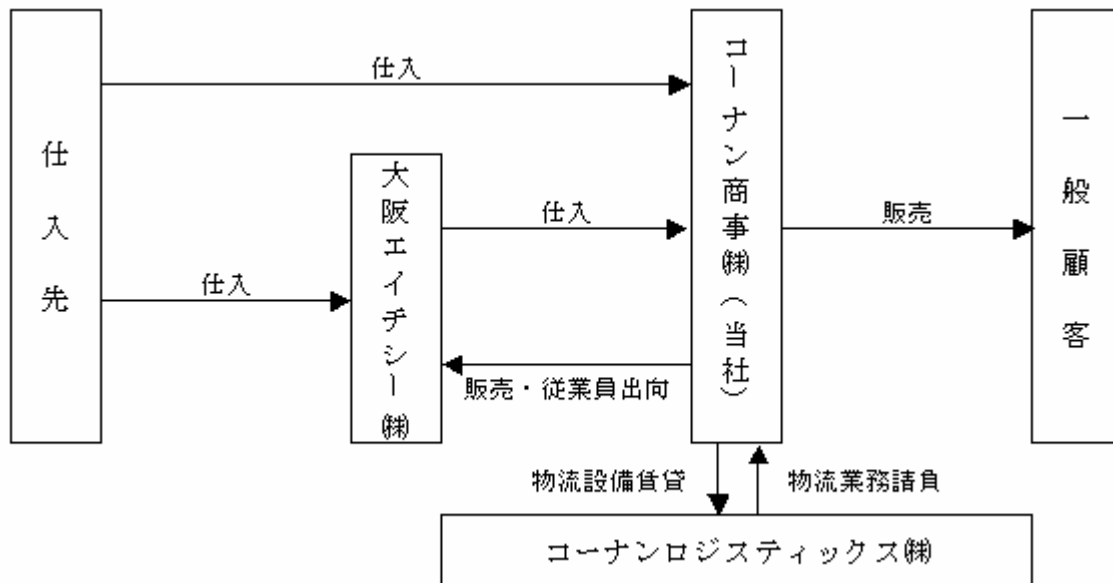 仕入先
仕入
仕入
大阪エイチシー㈱
仕入
販売・従業員出向
コーナン商事㈱(当社)
販売
一般顧客
物流設備賃貸
物流業務請負
コーナンロジスティックス㈱